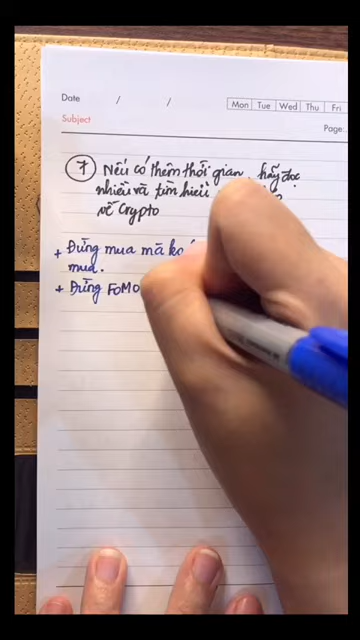 Date / /
Mon Tue Wed Thu Fri
Subject
Page:
7 Nếu có thêm thời gian, hãy đọc
nhiều và tìm hiểu
về Crypto
+ Đừng mua mà
mua.
+ Đừng FOMO